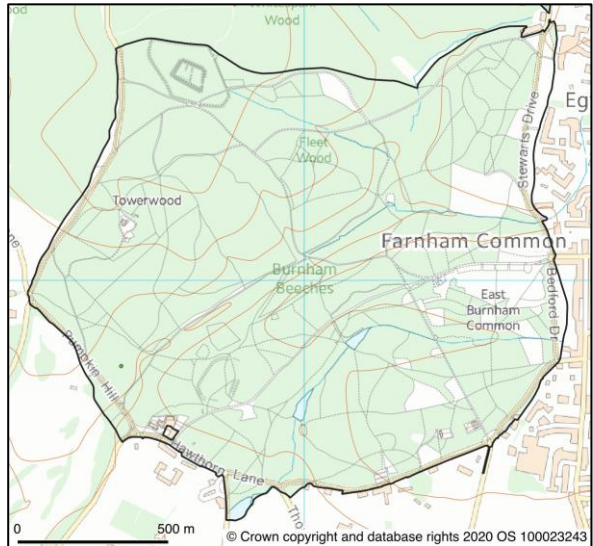 Wood
Eg
Stewarts Drive
Fleet
Wood
Towerwood
Farnham Common
Burnham
Beeches
East
Burnham
Common
Bedford Dr
Pumpkin Hill
Hawthorn Lane
Tho
0 500 m
© Crown copyright and database rights 2020 OS 100023243